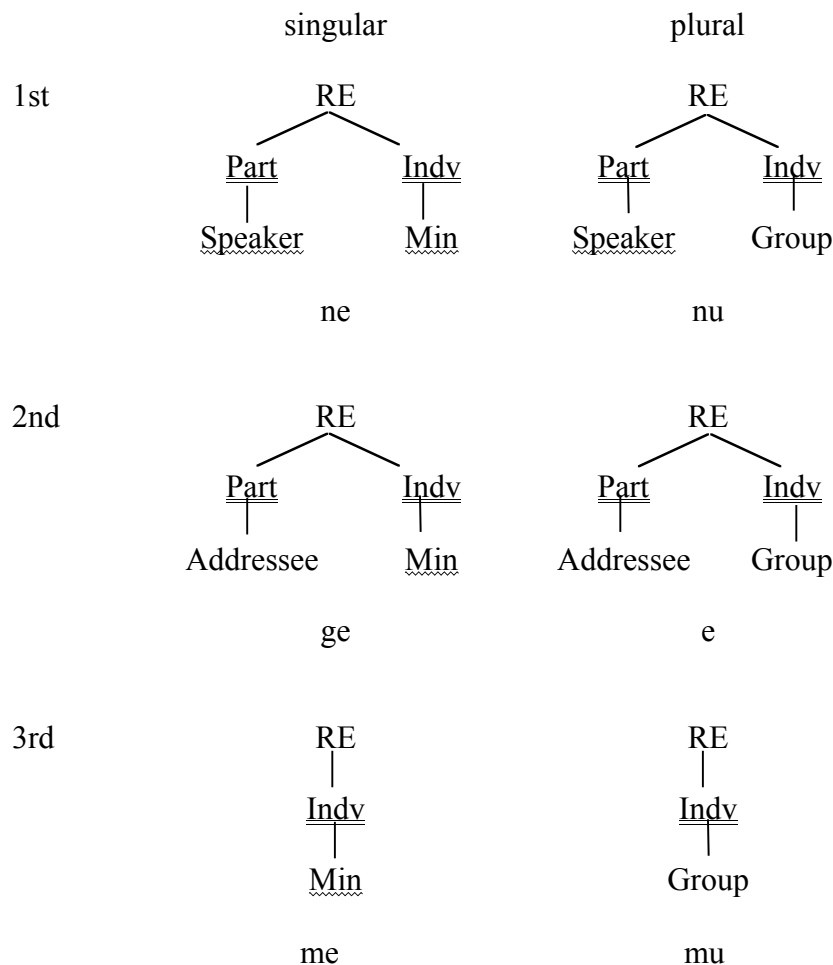 singular plural
1st RE RE
Part Indv Part Indv
Speaker Min Speaker Group
ne nu
2nd RE RE
Part Indv Part Indv
Addressee Min Addressee Group
ge e
3rd RE RE
Indv Indv
Min Group
me mu